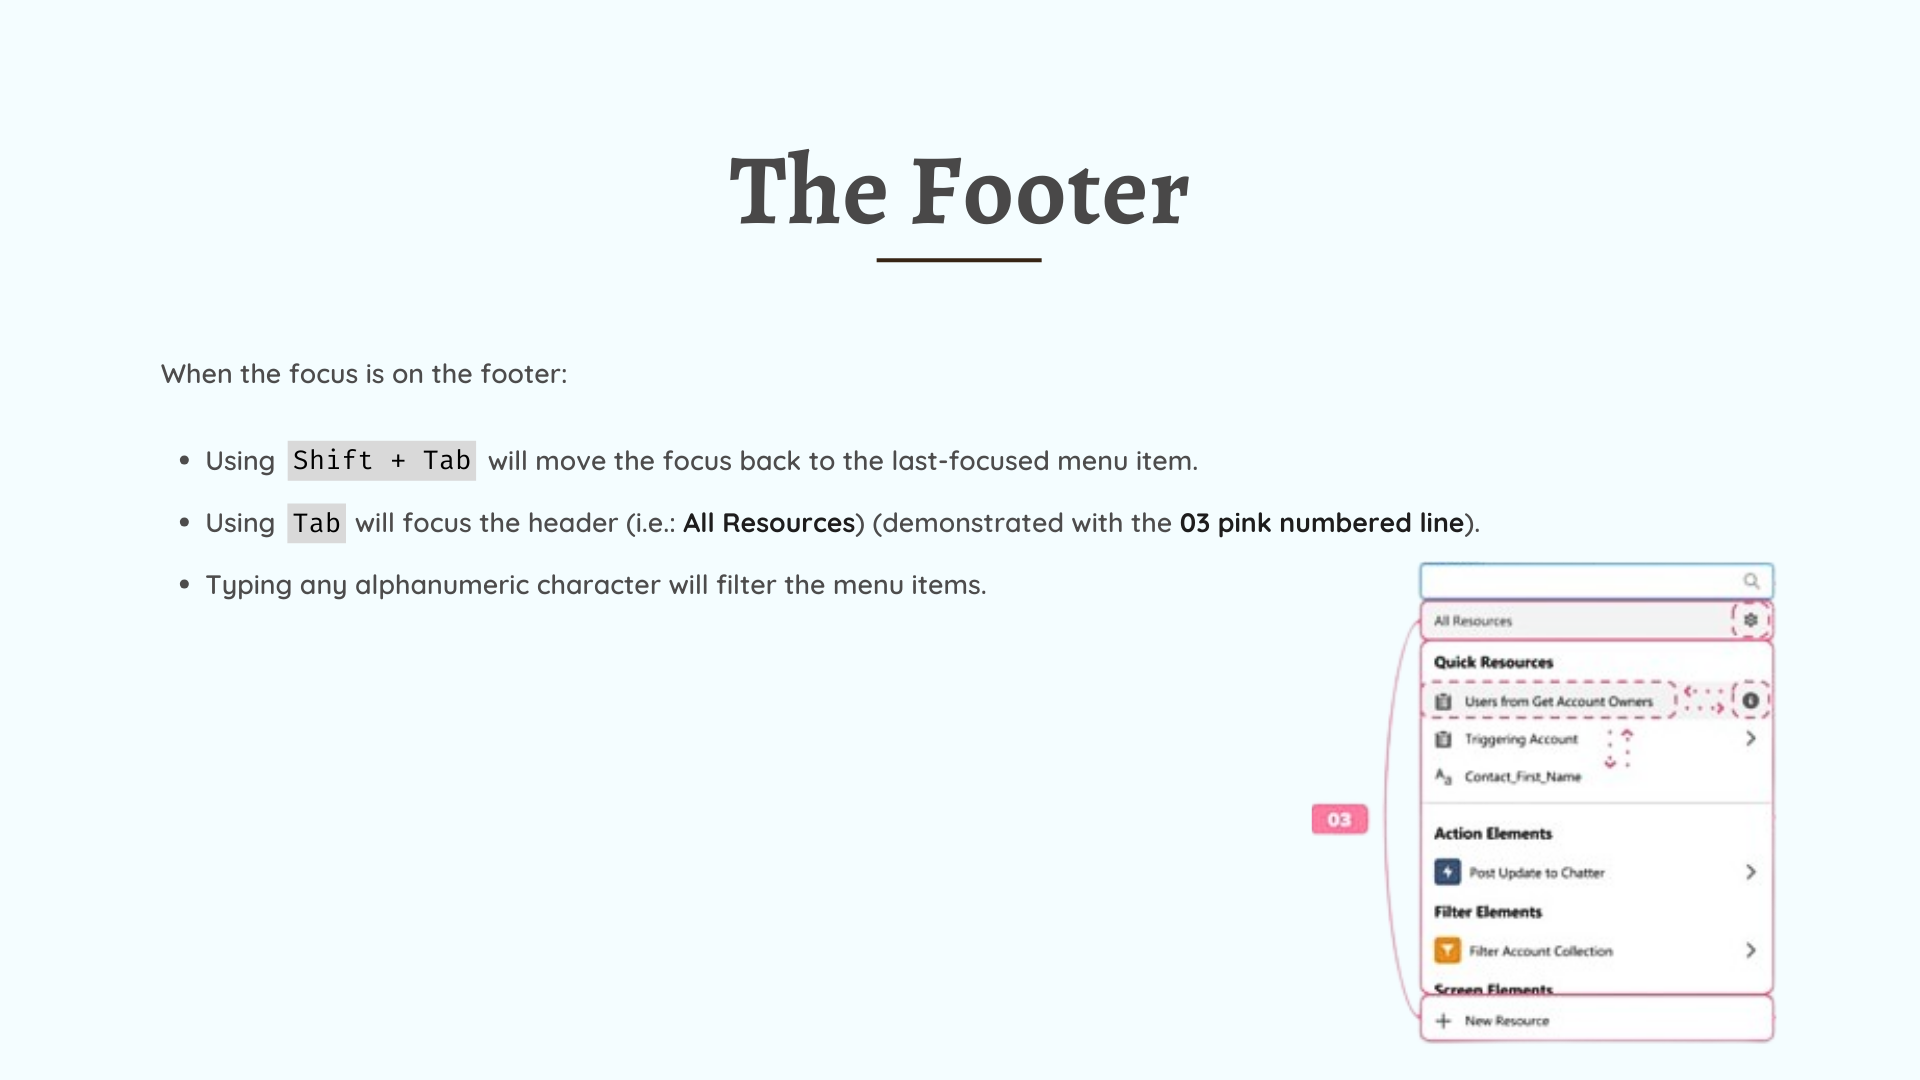 The Footer
When the focus is on the footer:
• Using Shift + Tab will move the focus back to the last-focused menu item.
• Using Tab will focus the header (i.e.: All Resources) (demonstrated with the 03 pink numbered line).
• Typing any alphanumeric character will filter the menu items.
All Resources
Quick Resources
Users from Get Account Owners
Triggering Account
Aa Contact_First_Name
03
Action Elements
Post Update to Chatter
Filter Elements
Filter Account Collection
Screen Elements
+ New Resource